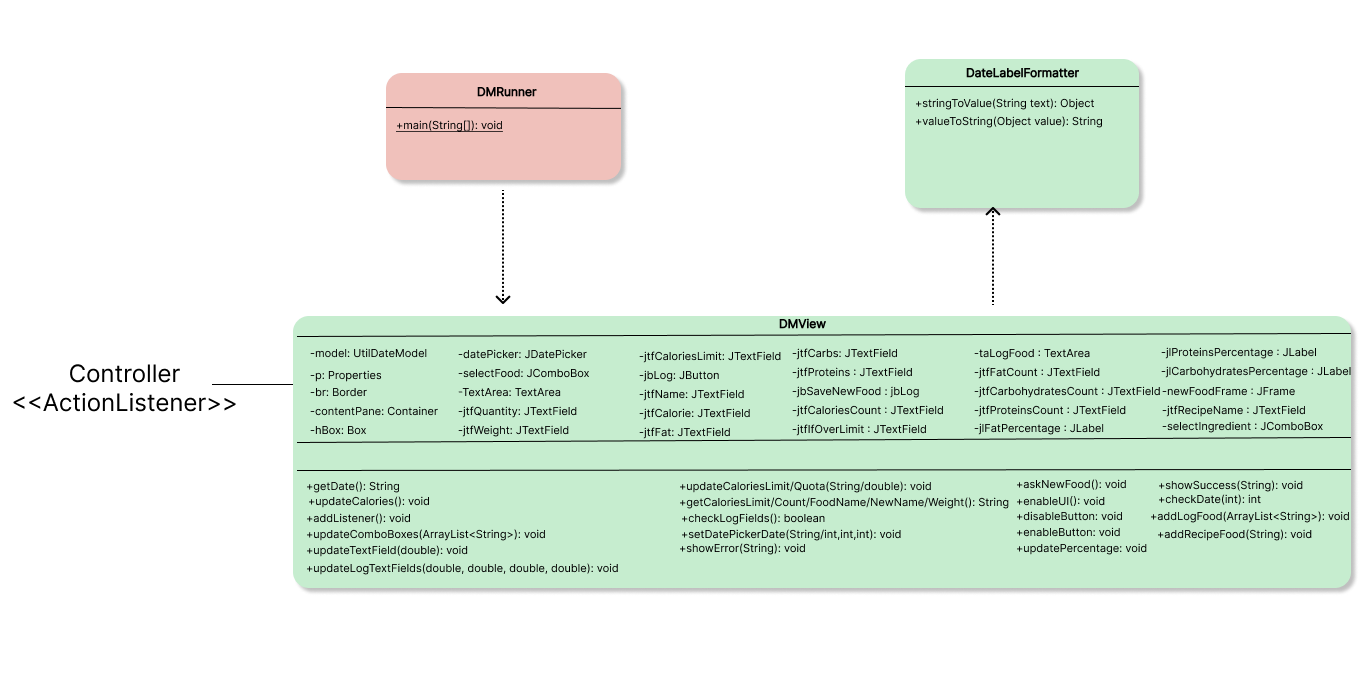 DMRunner
+main(String[]): void
DateLabelFormatter
+stringToValue(String text): Object
+valueToString(Object value): String
Controller
<<ActionListener>>
DMView
-model: UtilDateModel
-p: Properties
-br: Border
-contentPane: Container
-hBox: Box
-datePicker: JDatePicker
-selectFood: JComboBox
-TextArea: TextArea
-jtfQuantity: JTextField
-jtfWeight: JTextField
-jtfCaloriesLimit: JTextField
-jbLog: JButton
-jtfName: JTextField
-jtfCalorie: JTextField
-jtfFat: JTextField
-jtfCarbs: JTextField
-jtfProteins : JTextField
-jbSaveNewFood : jbLog
-jtfCaloriesCount : JTextField
-jtfIfOverLimit : JTextField
-taLogFood : TextArea
-jtfFatCount : JTextField
-jtfCarbohydratesCount : JTextField
-jtfProteinsCount : JTextField
-jlFatPercentage : JLabel
-jlProteinsPercentage : JLabel
-jlCarbohydratesPercentage : JLabel
-newFoodFrame : JFrame
-jtfRecipeName : JTextField
-selectIngredient : JComboBox
+getDate(): String
+updateCalories(): void
+addListener(): void
+updateComboBoxes(ArrayList<String>): void
+updateTextField(double): void
+updateLogTextFields(double, double, double, double): void
+updateCaloriesLimit/Quota(String/double): void
+getCaloriesLimit/Count/FoodName/NewName/Weight(): String
+checkLogFields(): boolean
+setDatePickerDate(String/int,int,int): void
+showError(String): void
+askNewFood(): void
+enableUI(): void
+disableButton: void
+enableButton: void
+updatePercentage: void
+showSuccess(String): void
+checkDate(int): int
+addLogFood(ArrayList<String>): void
+addRecipeFood(String): void